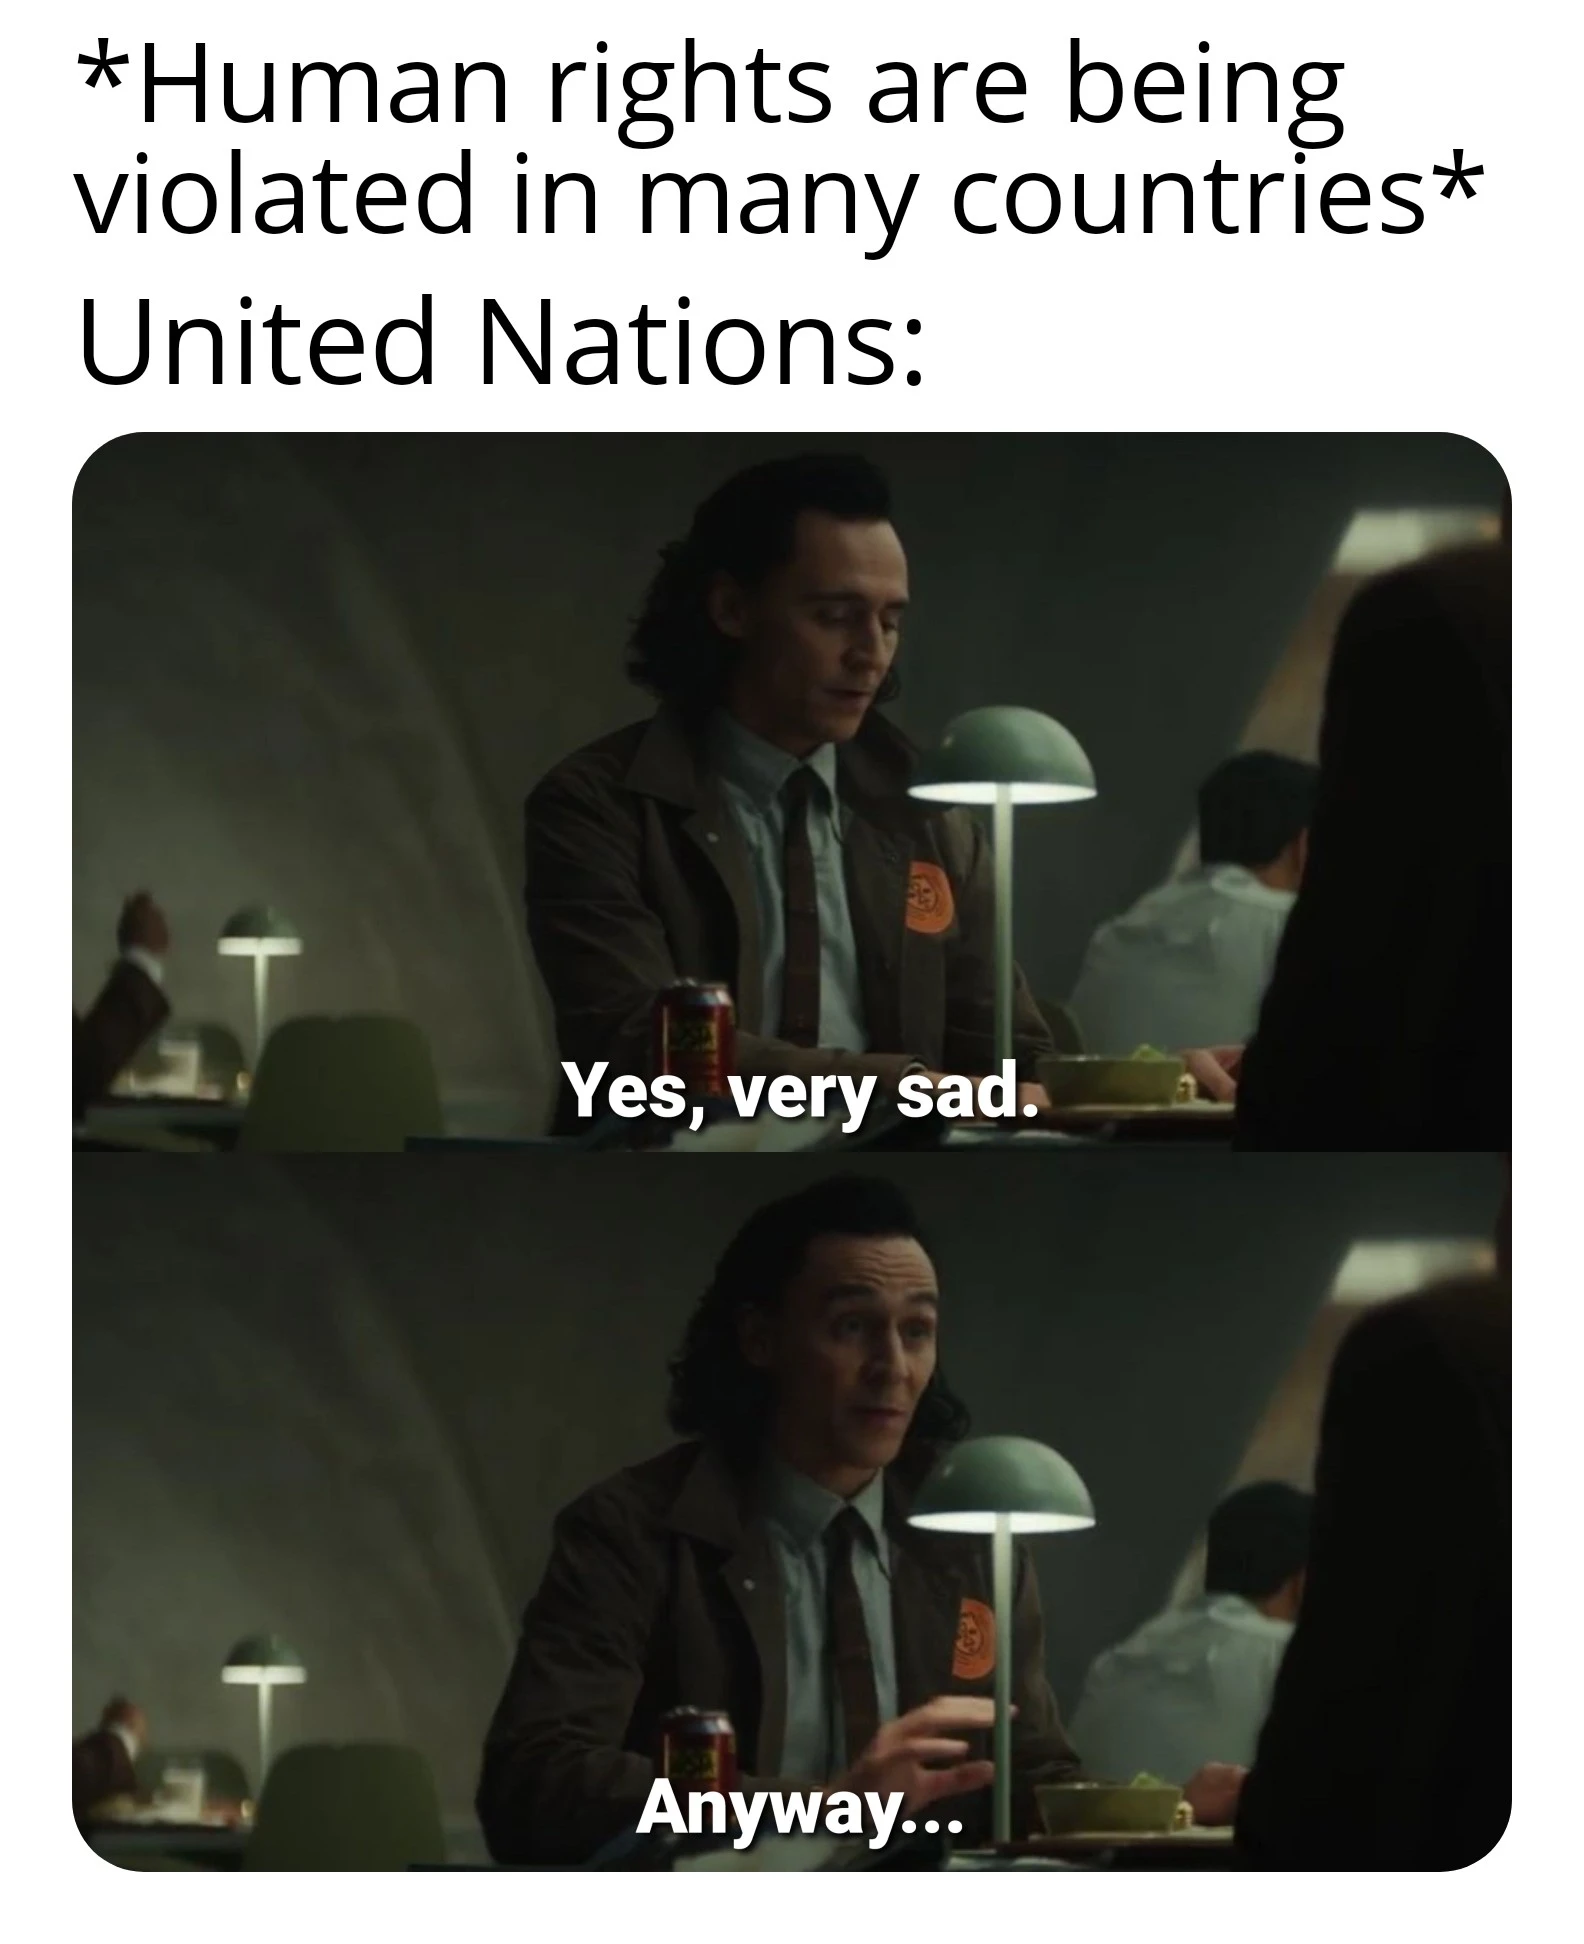 *Human rights are being
violated in many countries*
United Nations:
Yes, very sad.
Anyway...